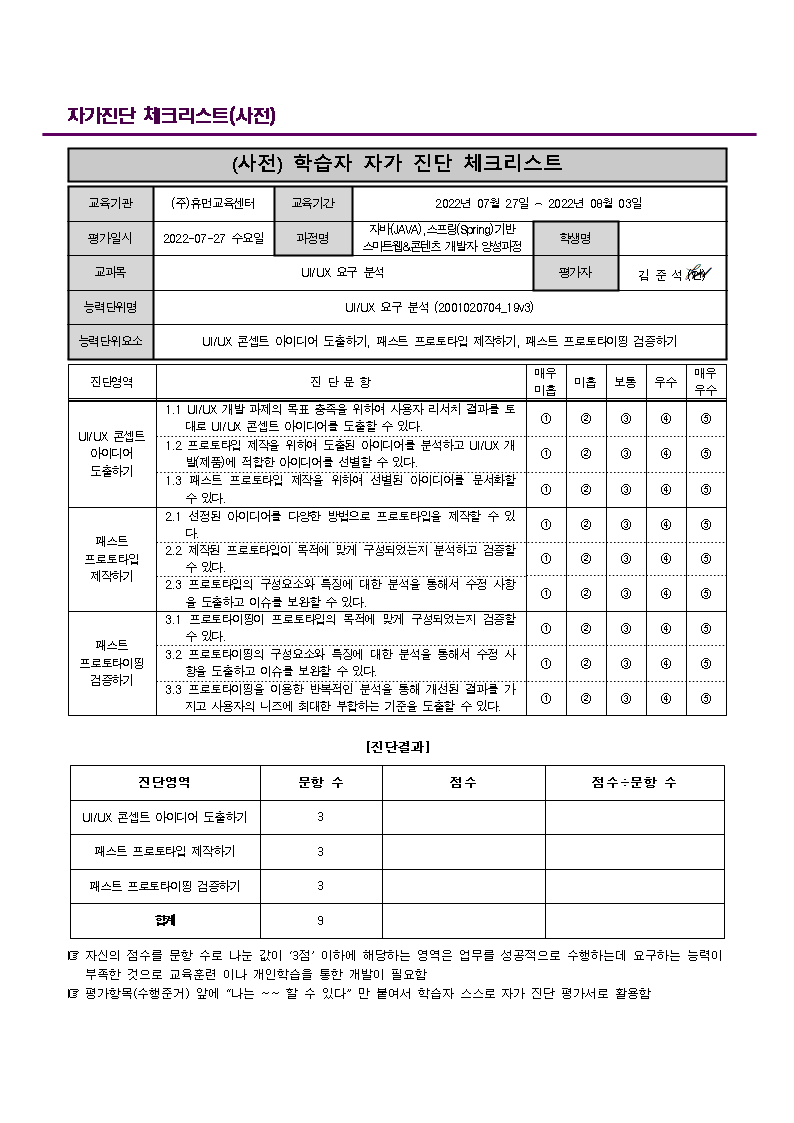 자가진단 체크리스트(사전)
(사전) 학습자 자가 진단 체크리스트
교육기관 (주)휴먼교육센터 교육기간 2022년 07월 27일 ~ 2022년 08월 03일
평가일시 2022-07-27 수요일 과정명 자바(JAVA),스프링(Spring)기반
스마트웹&콘텐츠 개발자 양성과정 학생명
교과목 UI/UX 요구 분석 평가자 김 준 석 (인)
능력단위명 UI/UX 요구 분석 (2001020704_19v3)
능력단위요소 UI/UX 콘셉트 아이디어 도출하기, 패스트 프로토타입 제작하기, 패스트 프로토타이핑 검증하기
진단영역 진 단 문 항 매우 미흡 미흡 보통 우수 매우 우수
UI/UX 콘셉트
아이디어
도출하기
1.1 UI/UX 개발 과제의 목표 충족을 위하여 사용자 리서치 결과를 토
대로 UI/UX 콘셉트 아이디어를 도출할 수 있다. ① ② ③ ④ ⑤
1.2 프로토타입 제작을 위하여 도출된 아이디어를 분석하고 UI/UX 개
발(제품)에 적합한 아이디어를 선별할 수 있다. ① ② ③ ④ ⑤
1.3 패스트 프로토타입 제작을 위하여 선별된 아이디어를 문서화할
수 있다. ① ② ③ ④ ⑤
패스트
프로토타입
제작하기
2.1 선정된 아이디어를 다양한 방법으로 프로토타입을 제작할 수 있
다. ① ② ③ ④ ⑤
2.2 제작된 프로토타입이 목적에 맞게 구성되었는지 분석하고 검증할
수 있다. ① ② ③ ④ ⑤
2.3 프로토타입의 구성요소와 특징에 대한 분석을 통해서 수정 사항
을 도출하고 이슈를 보완할 수 있다. ① ② ③ ④ ⑤
패스트
프로토타이핑
검증하기
3.1 프로토타이핑이 프로토타입의 목적에 맞게 구성되었는지 검증할
수 있다. ① ② ③ ④ ⑤
3.2 프로토타이핑의 구성요소와 특징에 대한 분석을 통해서 수정 사
항을 도출하고 이슈를 보완할 수 있다. ① ② ③ ④ ⑤
3.3 프로토타이핑을 이용한 반복적인 분석을 통해 개선된 결과를 가
지고 사용자의 니즈에 최대한 부합하는 기준을 도출할 수 있다. ① ② ③ ④ ⑤
[진단결과]
진단영역 문항 수 점수 점수÷문항 수
UI/UX 콘셉트 아이디어 도출하기 3
패스트 프로토타입 제작하기 3
패스트 프로토타이핑 검증하기 3
합계 9
☞ 자신의 점수를 문항 수로 나눈 값이 ‘3점’ 이하에 해당하는 영역은 업무를 성공적으로 수행하는데 요구하는 능력이
부족한 것으로 교육훈련 이나 개인학습을 통한 개발이 필요함
☞ 평가항목(수행준거) 앞에 “나는 ~~ 할 수 있다” 만 붙여서 학습자 스스로 자가 진단 평가서로 활용함